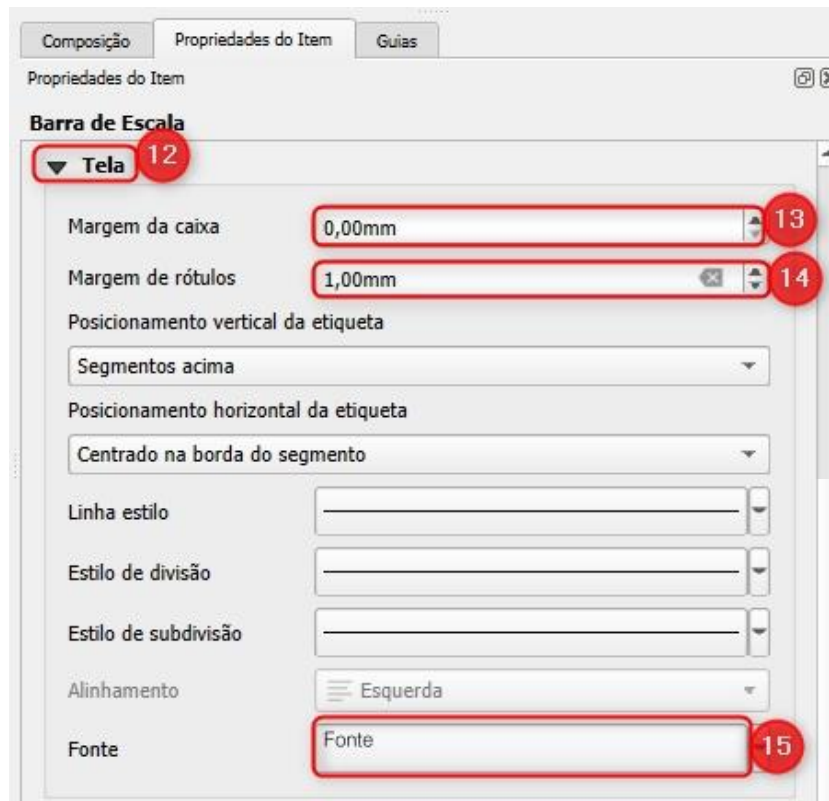 Composição Propriedades do Item Guias
Propriedades do Item
Barra de Escala
Tela 12
Margem da caixa 0,00mm 13
Margem de rótulos 1,00mm 14
Posicionamento vertical da etiqueta
Segmentos acima
Posicionamento horizontal da etiqueta
Centrado na borda do segmento
Linha estilo
Estilo de divisão
Estilo de subdivisão
Alinhamento Esquerda
Fonte Fonte 15